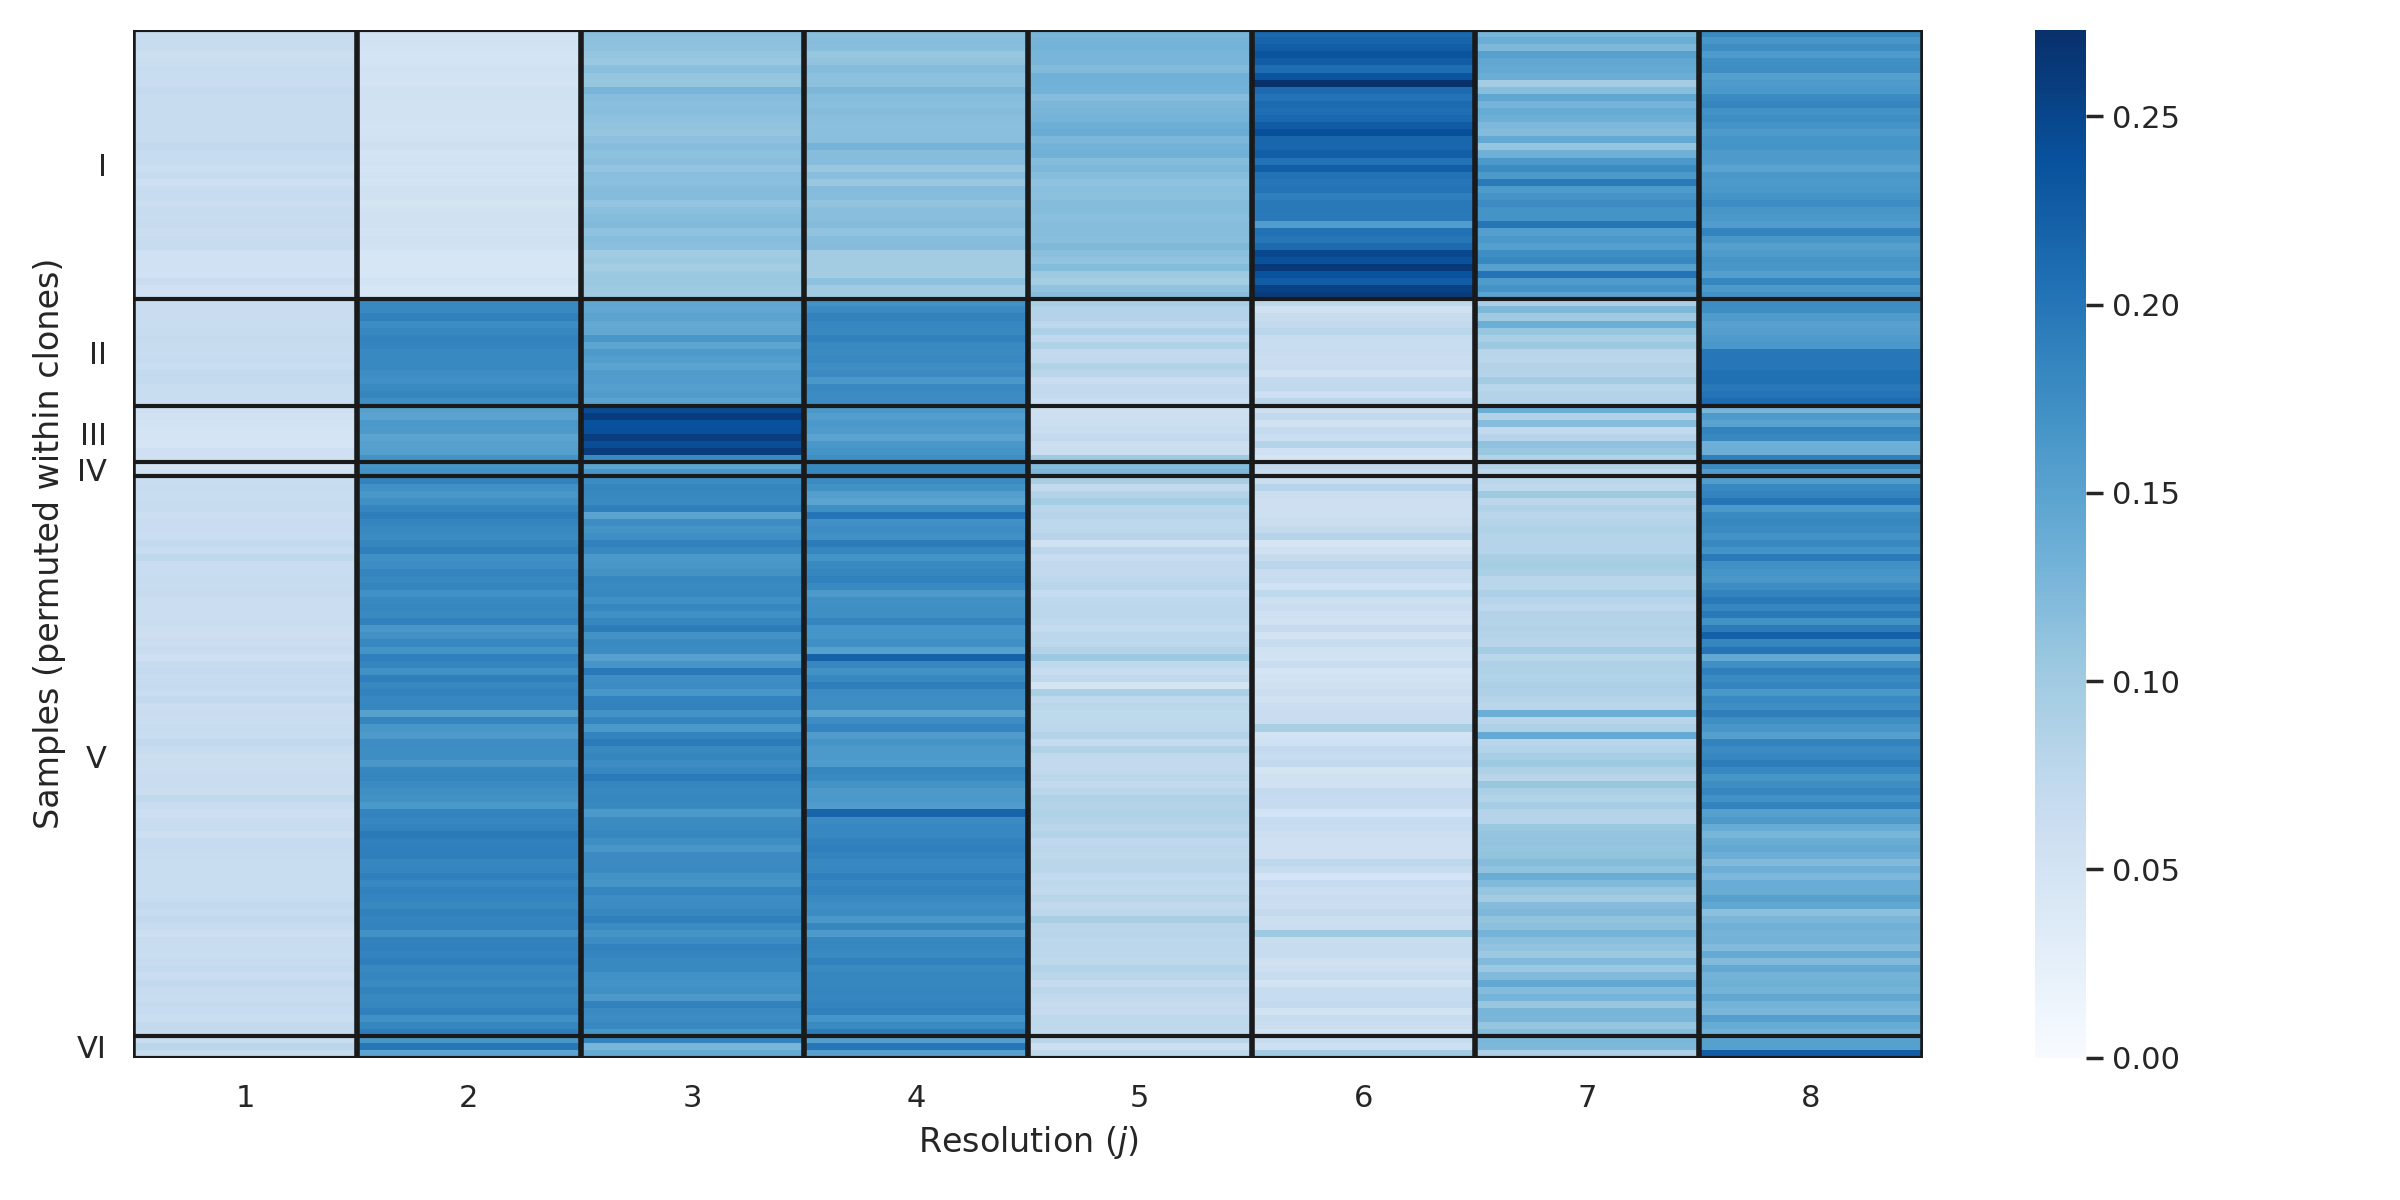 Samples (permuted within clones)
I
II
III
IV
V
VI
1 2 3 4 5 6 7 8
Resolution (j)
0.25
0.20
0.15
0.10
0.05
0.00